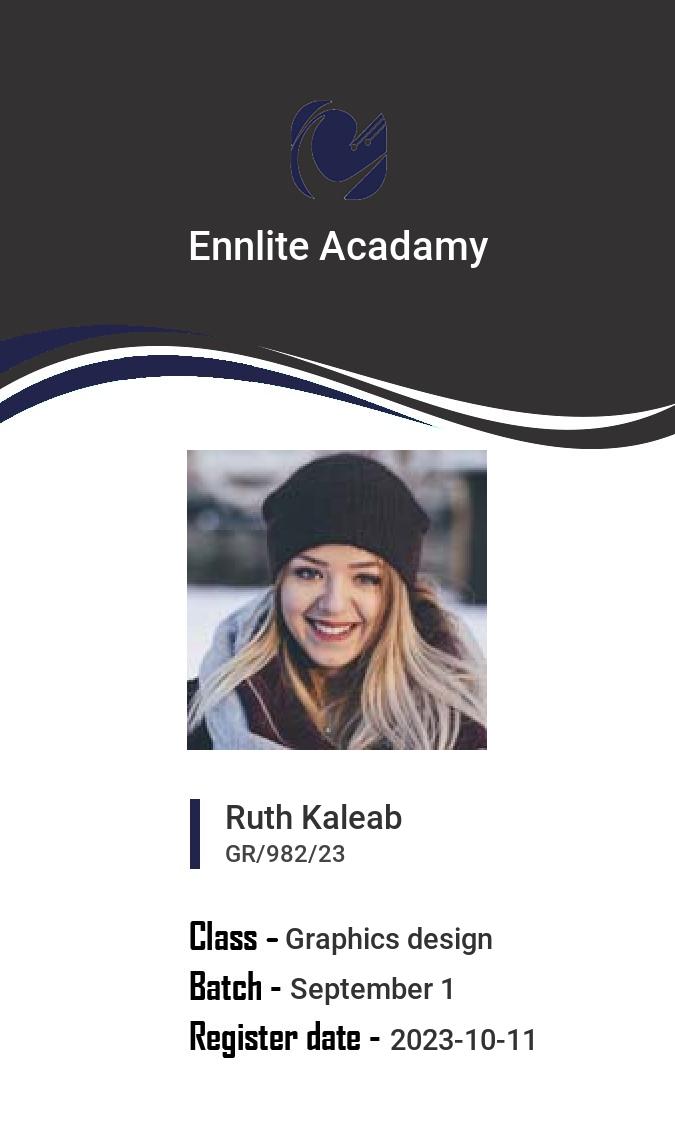 Ennlite Acadamy
Ruth Kaleab
GR/982/23
Class - Graphics design
Batch - September 1
Register date - 2023-10-11